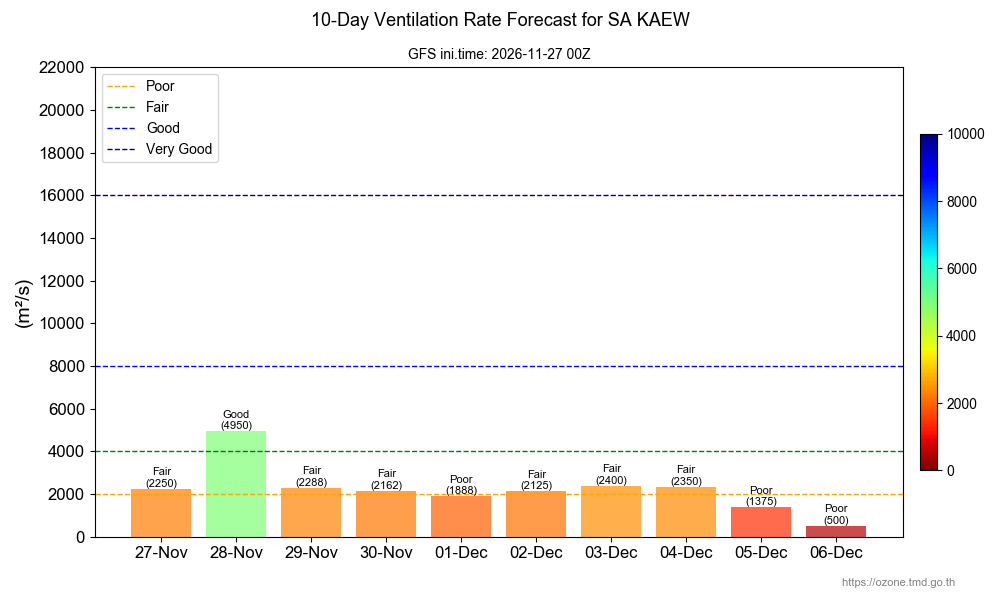 10-Day Ventilation Rate Forecast for SA KAEW
GFS ini.time: 2026-11-27 00Z
(m²/s)
22000
20000
18000
16000
14000
12000
10000
8000
6000
4000
2000
0
Poor
Fair
Good
Very Good
Fair
(2250)
Good
(4950)
Fair
(2288)
Fair
(2162)
Poor
(1888)
Fair
(2125)
Fair
(2400)
Fair
(2350)
Poor
(1375)
Poor
(500)
27-Nov
28-Nov
29-Nov
30-Nov
01-Dec
02-Dec
03-Dec
04-Dec
05-Dec
06-Dec
10000
8000
6000
4000
2000
0
https://ozone.tmd.go.th